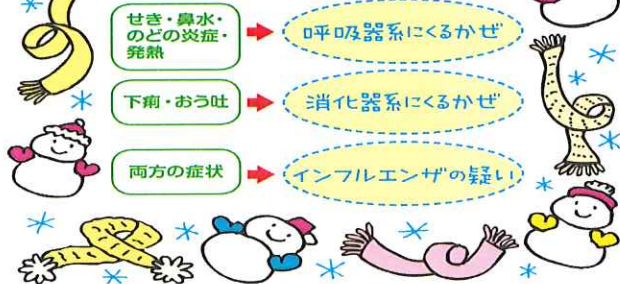 せき・鼻水・
のどの炎症・
発熱
呼吸器系にくるかぜ
下痢・おう吐
消化器系にくるかぜ
両方の症状
インフルエンザの疑い